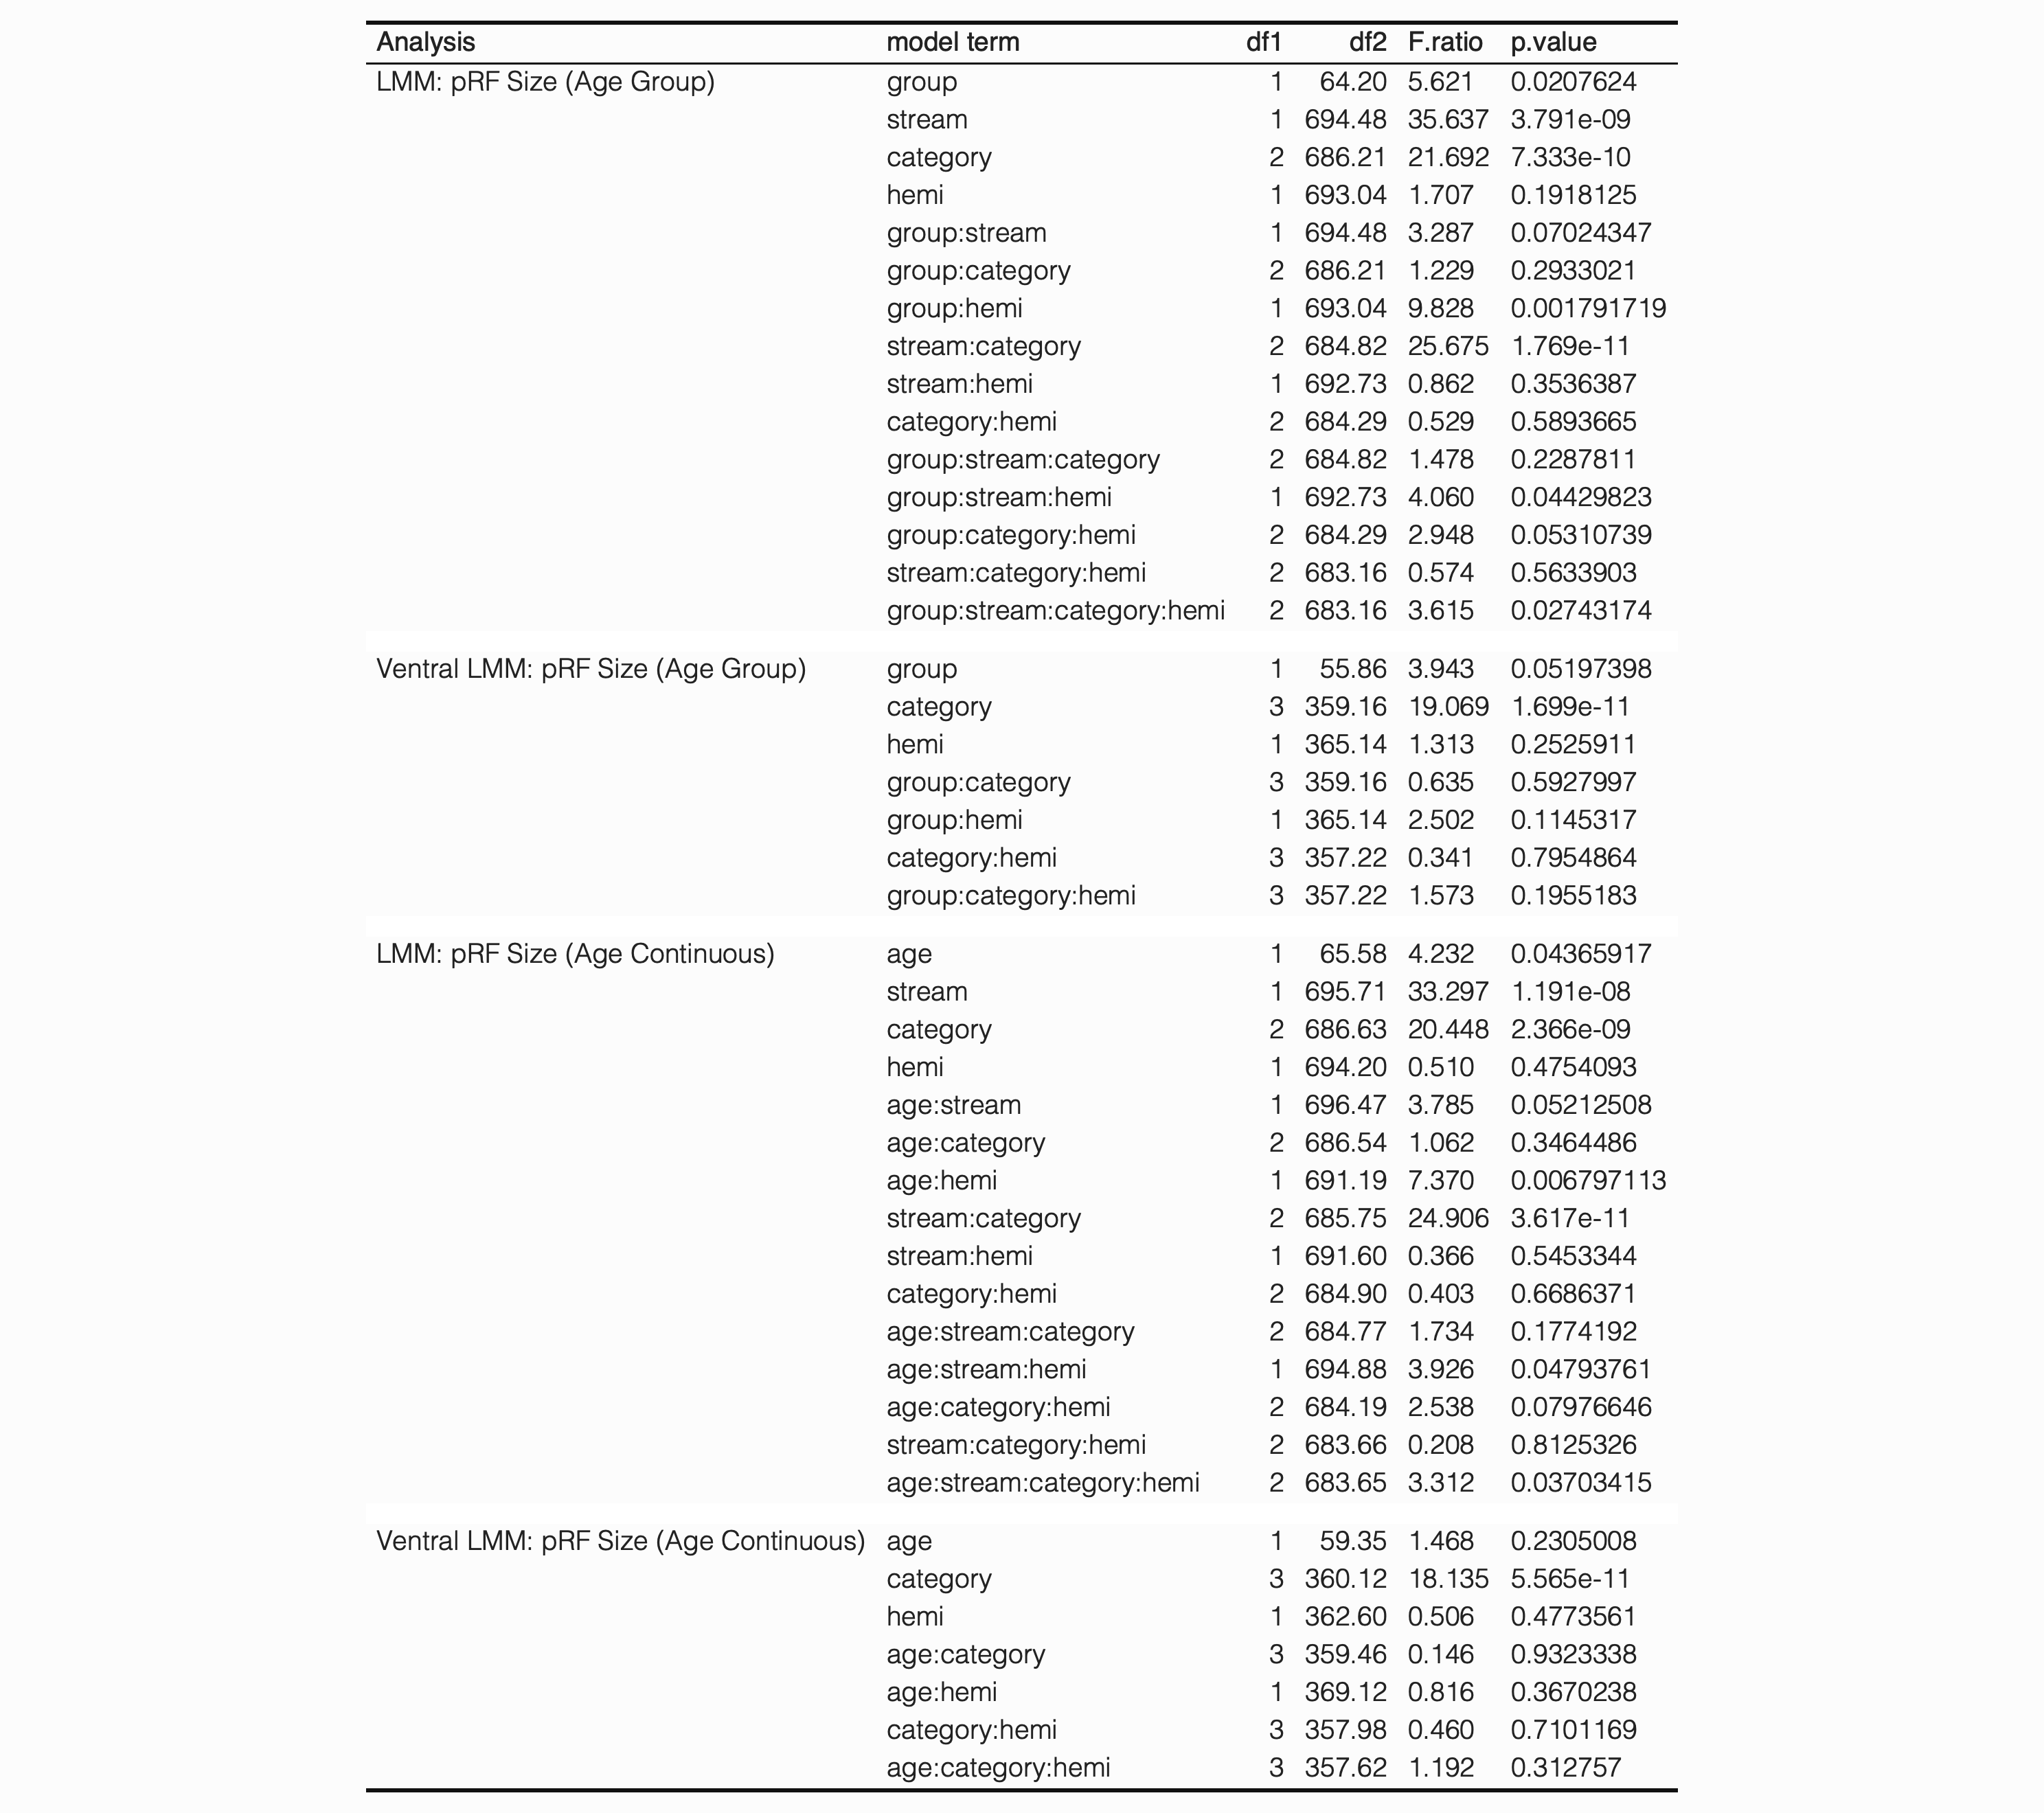 Analysis model term df1 df2 F.ratio p.value
LMM: pRF Size (Age Group) group 1 64.20 5.621 0.0207624
stream 1 694.48 35.637 3.791e-09
category 2 686.21 21.692 7.333e-10
hemi 1 693.04 1.707 0.1918125
group:stream 1 694.48 3.287 0.07024347
group:category 2 686.21 1.229 0.2933021
group:hemi 1 693.04 9.828 0.001791719
stream:category 2 684.82 25.675 1.769e-11
stream:hemi 1 692.73 0.862 0.3536387
category:hemi 2 684.29 0.529 0.5893665
group:stream:category 2 684.82 1.478 0.2287811
group:stream:hemi 1 692.73 4.060 0.04429823
group:category:hemi 2 684.29 2.948 0.05310739
stream:category:hemi 2 683.16 0.574 0.5633903
group:stream:category:hemi 2 683.16 3.615 0.02743174
Ventral LMM: pRF Size (Age Group) group 1 55.86 3.943 0.05197398
category 3 359.16 19.069 1.699e-11
hemi 1 365.14 1.313 0.2525911
group:category 3 359.16 0.635 0.5927997
group:hemi 1 365.14 2.502 0.1145317
category:hemi 3 357.22 0.341 0.7954864
group:category:hemi 3 357.22 1.573 0.1955183
LMM: pRF Size (Age Continuous) age 1 65.58 4.232 0.04365917
stream 1 695.71 33.297 1.191e-08
category 2 686.63 20.448 2.366e-09
hemi 1 694.20 0.510 0.4754093
age:stream 1 696.47 3.785 0.05212508
age:category 2 686.54 1.062 0.3464486
age:hemi 1 691.19 7.370 0.006797113
stream:category 2 685.75 24.906 3.617e-11
stream:hemi 1 691.60 0.366 0.5453344
category:hemi 2 684.90 0.403 0.6686371
age:stream:category 2 684.77 1.734 0.1774192
age:stream:hemi 1 694.88 3.926 0.04793761
age:category:hemi 2 684.19 2.538 0.07976646
stream:category:hemi 2 683.66 0.208 0.8125326
age:stream:category:hemi 2 683.65 3.312 0.03703415
Ventral LMM: pRF Size (Age Continuous) age 1 59.35 1.468 0.2305008
category 3 360.12 18.135 5.565e-11
hemi 1 362.60 0.506 0.4773561
age:category 3 359.46 0.146 0.9323338
age:hemi 1 369.12 0.816 0.3670238
category:hemi 3 357.98 0.460 0.7101169
age:category:hemi 3 357.62 1.192 0.312757